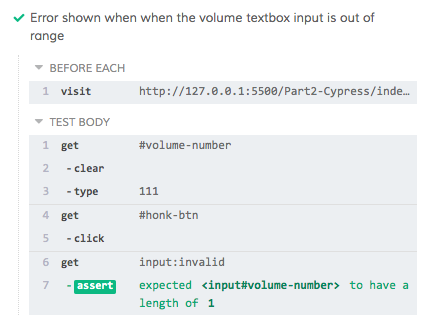 Error shown when when the volume textbox input is out of
range
BEFORE EACH
1 visit http://127.0.0.1:5500/Part2-Cypress/inde…
TEST BODY
1 get #volume-number
2 - clear
3 - type 111
4 get #honk-btn
5 - click
6 get input:invalid
7 - assert expected <input#volume-number> to have a
length of 1